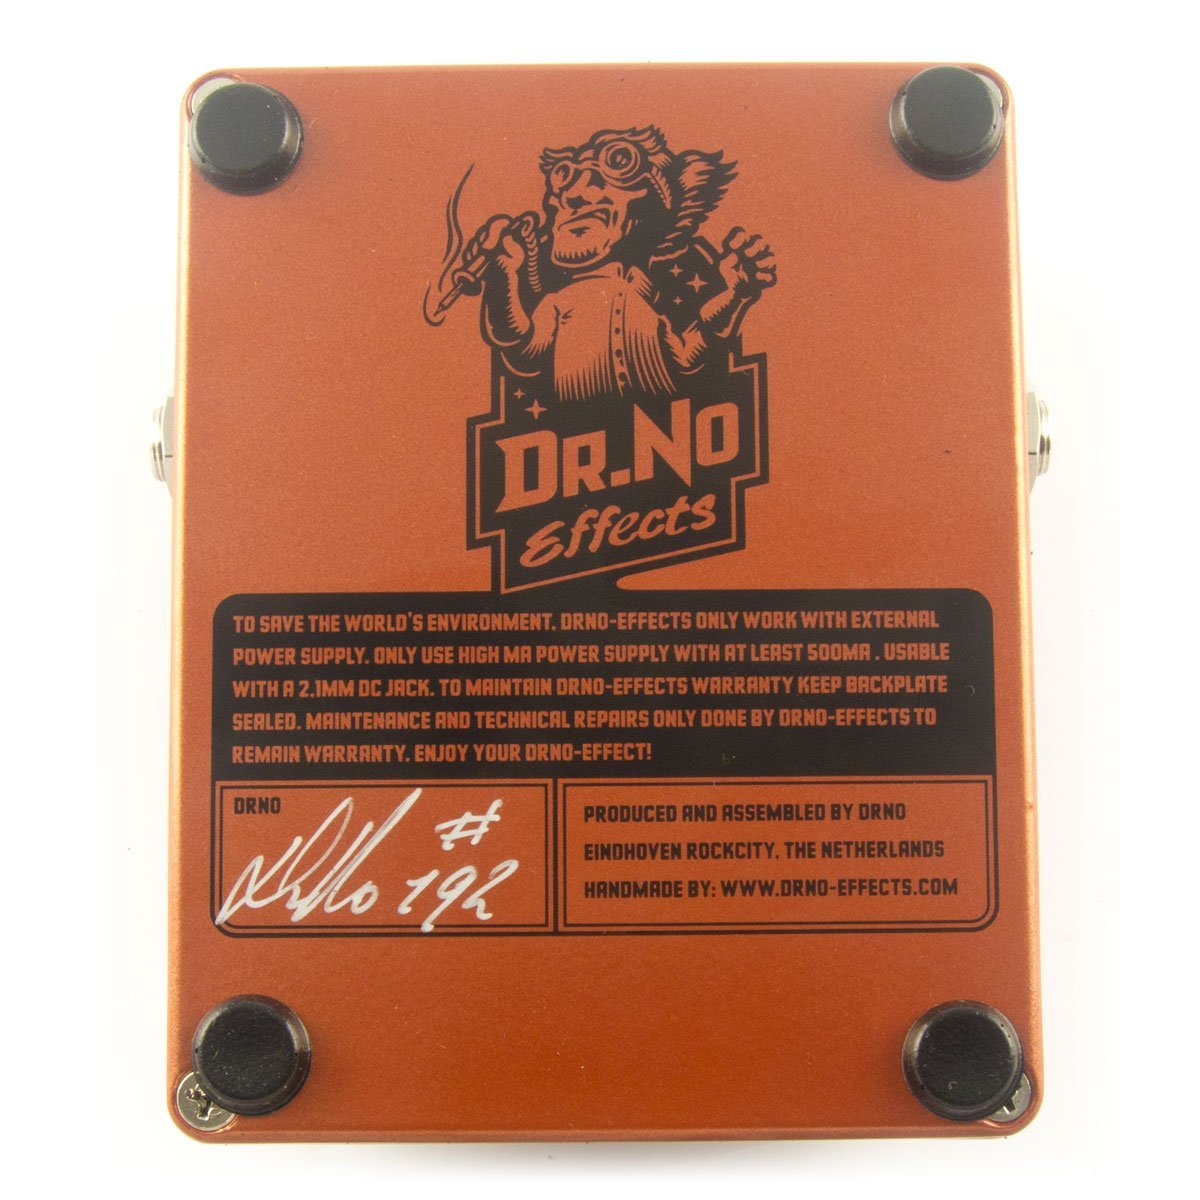 DR.NO
Effects
TO SAVE THE WORLD'S ENVIRONMENT, DRNO-EFFECTS ONLY WORK WITH EXTERNAL
POWER SUPPLY. ONLY USE HIGH MA POWER SUPPLY WITH AT LEAST 500MA . USABLE
WITH A 2.1MM DC JACK. TO MAINTAIN DRNO-EFFECTS WARRANTY KEEP BACKPLATE
SEALED. MAINTENANCE AND TECHNICAL REPAIRS ONLY DONE BY DRNO-EFFECTS TO
REMAIN WARRANTY. ENJOY YOUR DRNO-EFFECT!
DRNO
DrNo #
192
PRODUCED AND ASSEMBLED BY DRNO
EINDHOVEN ROCKCITY, THE NETHERLANDS
HANDMADE BY: WWW.DRNO-EFFECTS.COM